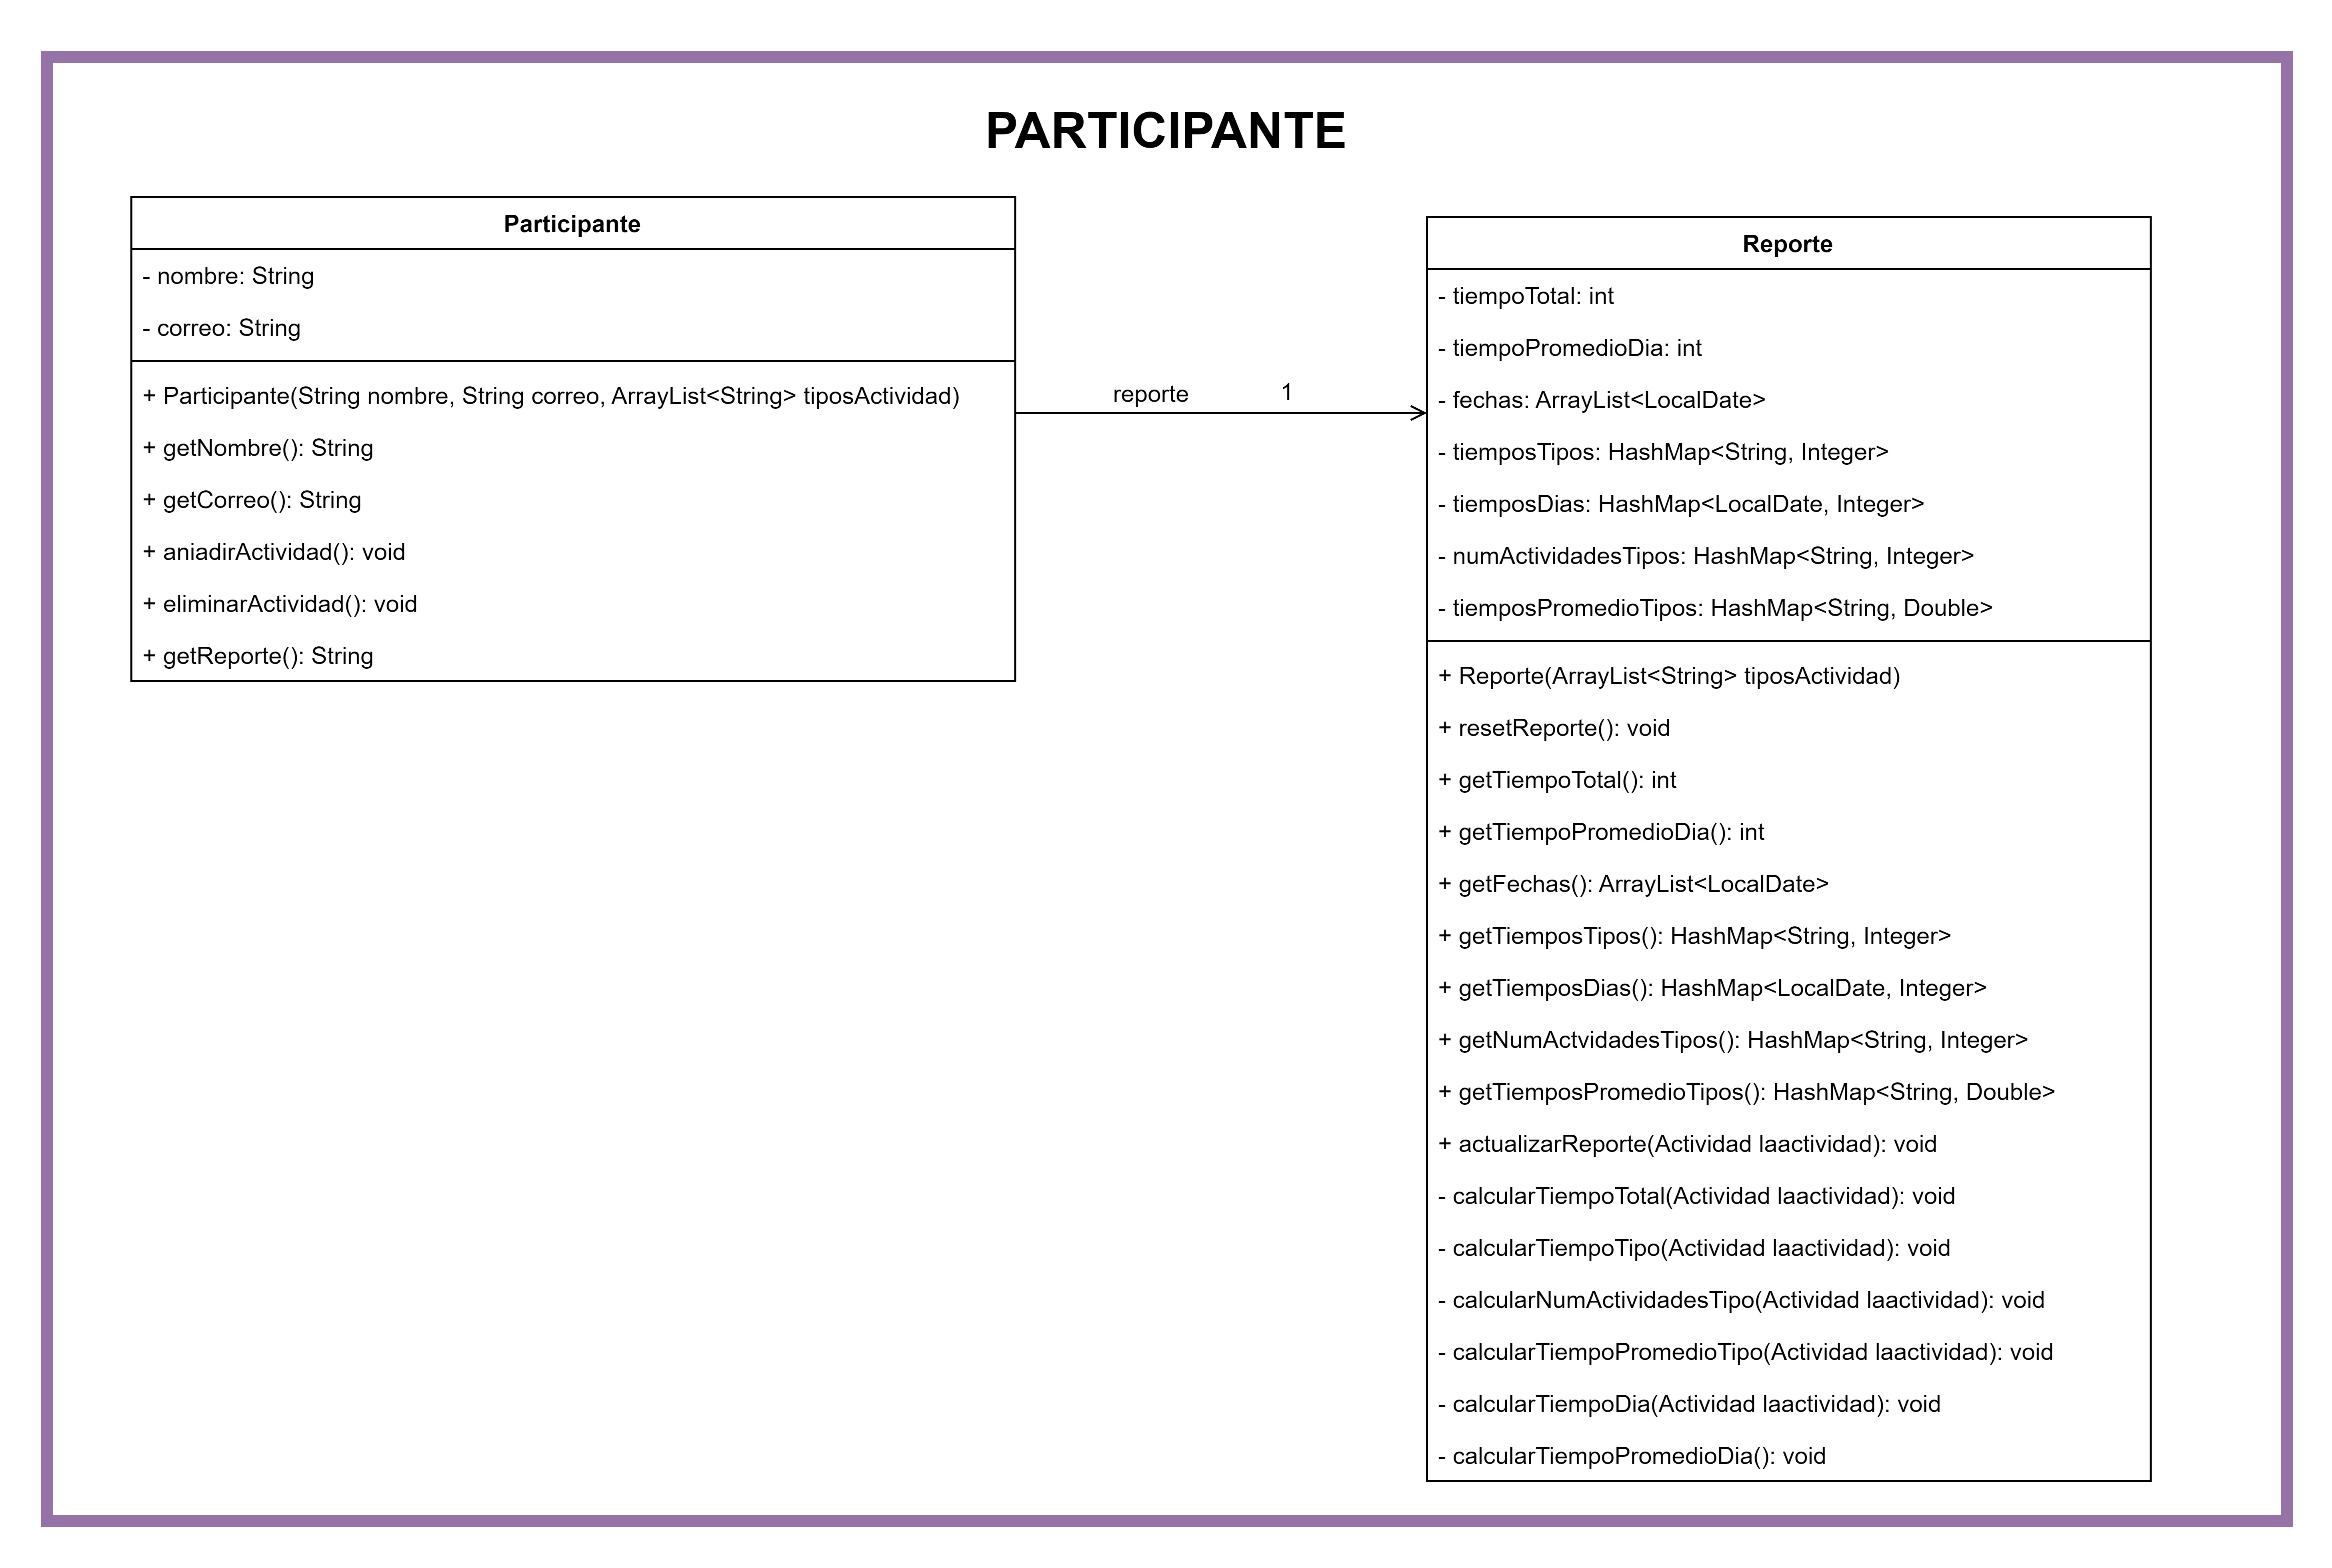 PARTICIPANTE
Participante
- nombre: String
- correo: String
+ Participante(String nombre, String correo, ArrayList<String> tiposActividad)
+ getNombre(): String
+ getCorreo(): String
+ aniadirActividad(): void
+ eliminarActividad(): void
+ getReporte(): String
reporte 1
Reporte
- tiempoTotal: int
- tiempoPromedioDia: int
- fechas: ArrayList<LocalDate>
- tiemposTipos: HashMap<String, Integer>
- tiemposDias: HashMap<LocalDate, Integer>
- numActividadesTipos: HashMap<String, Integer>
- tiemposPromedioTipos: HashMap<String, Double>
+ Reporte(ArrayList<String> tiposActividad)
+ resetReporte(): void
+ getTiempoTotal(): int
+ getTiempoPromedioDia(): int
+ getFechas(): ArrayList<LocalDate>
+ getTiemposTipos(): HashMap<String, Integer>
+ getTiemposDias(): HashMap<LocalDate, Integer>
+ getNumActvidadesTipos(): HashMap<String, Integer>
+ getTiemposPromedioTipos(): HashMap<String, Double>
+ actualizarReporte(Actividad laactividad): void
- calcularTiempoTotal(Actividad laactividad): void
- calcularTiempoTipo(Actividad laactividad): void
- calcularNumActividadesTipo(Actividad laactividad): void
- calcularTiempoPromedioTipo(Actividad laactividad): void
- calcularTiempoDia(Actividad laactividad): void
- calcularTiempoPromedioDia(): void